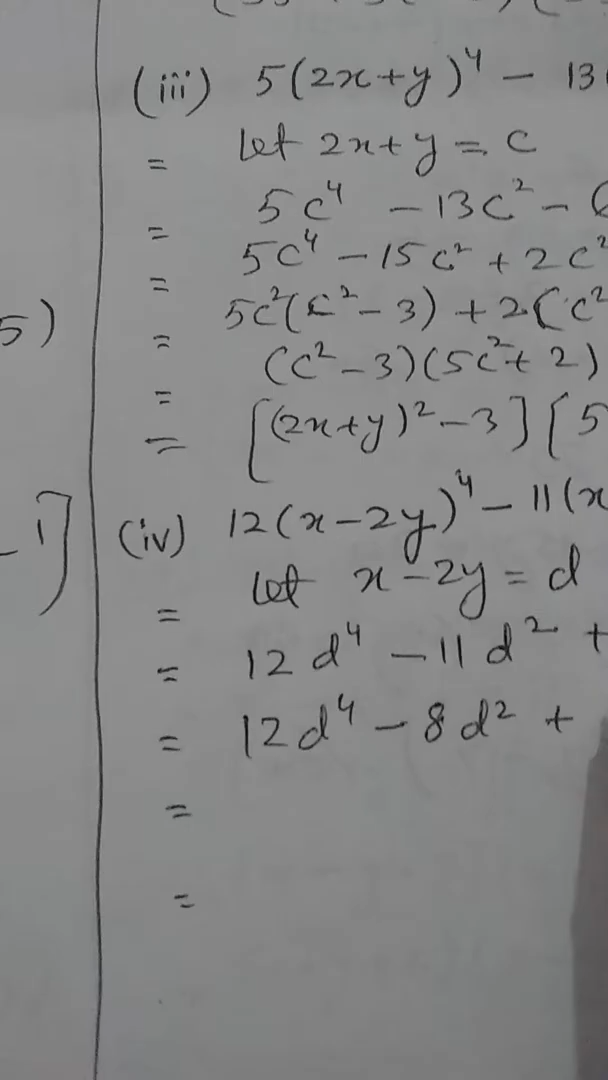 (iii) 5(2x+y)⁴ - 13
= Let 2x+y = c
= 5c⁴ - 13c² - 6
= 5c⁴ - 15c² + 2c²
= 5c²(c² - 3) + 2(c²
= (c² - 3)(5c² + 2)
5)
= [(2x+y)² - 3] [5
- 1]
(iv) 12(x-2y)⁴ - 11(x
= Let x-2y = d
= 12d⁴ - 11d² +
= 12d⁴ - 8d² +
=
=